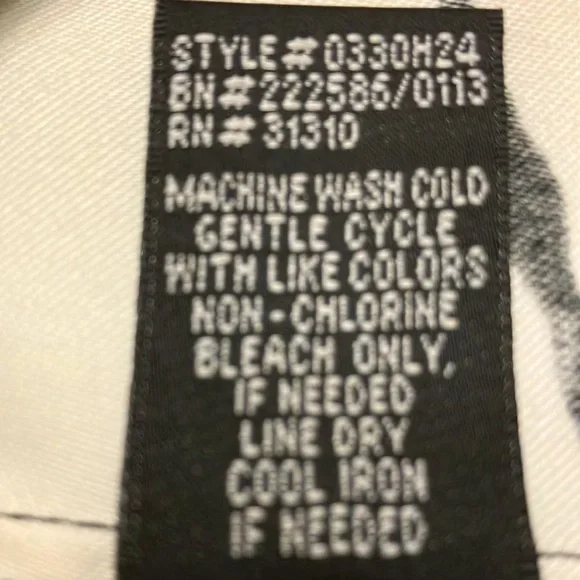 STYLE# 0330H24
BN# 222586/0113
RN# 31310
MACHINE WASH COLD
GENTLE CYCLE
WITH LIKE COLORS
NON-CHLORINE
BLEACH ONLY,
IF NEEDED
LINE DRY
COOL IRON
IF NEEDED